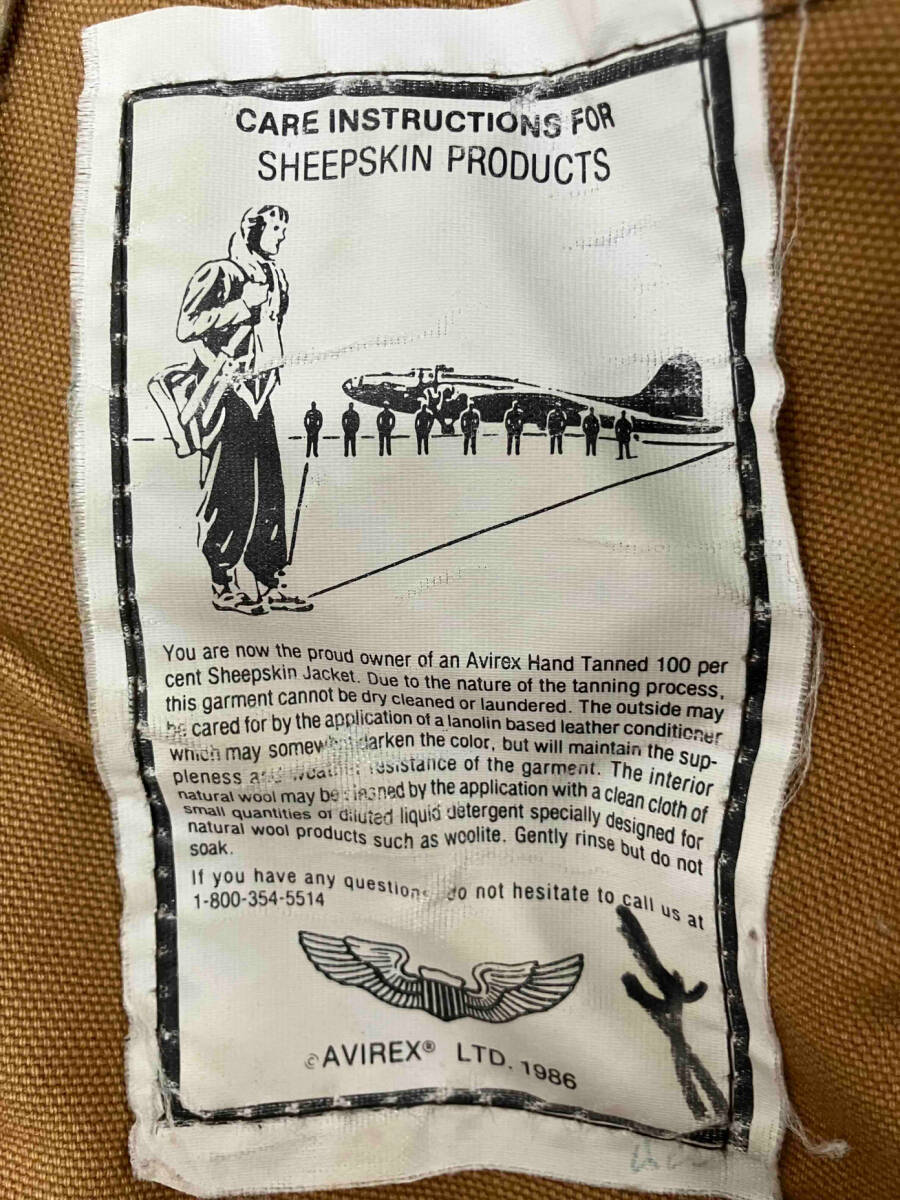 CARE INSTRUCTIONS FOR
SHEEPSKIN PRODUCTS
You are now the proud owner of an Avirex Hand Tanned 100 per
cent Sheepskin Jacket. Due to the nature of the tanning process,
this garment cannot be dry cleaned or laundered. The outside may
be cared for by the application of a lanolin based leather conditioner
which may somewhat darken the color, but will maintain the sup-
pleness and weather resistance of the garment. The interior
natural wool may be cleaned by the application with a clean cloth of
small quantities of diluted liquid detergent specially designed for
natural wool products such as woolite. Gently rinse but do not
soak.
If you have any questions do not hesitate to call us at
1-800-354-5514
©AVIREX® LTD. 1986